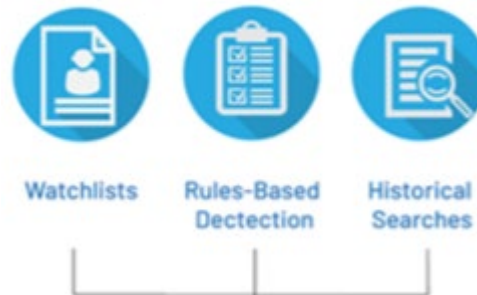 Watchlists
Rules-Based
Dectection
Historical
Searches